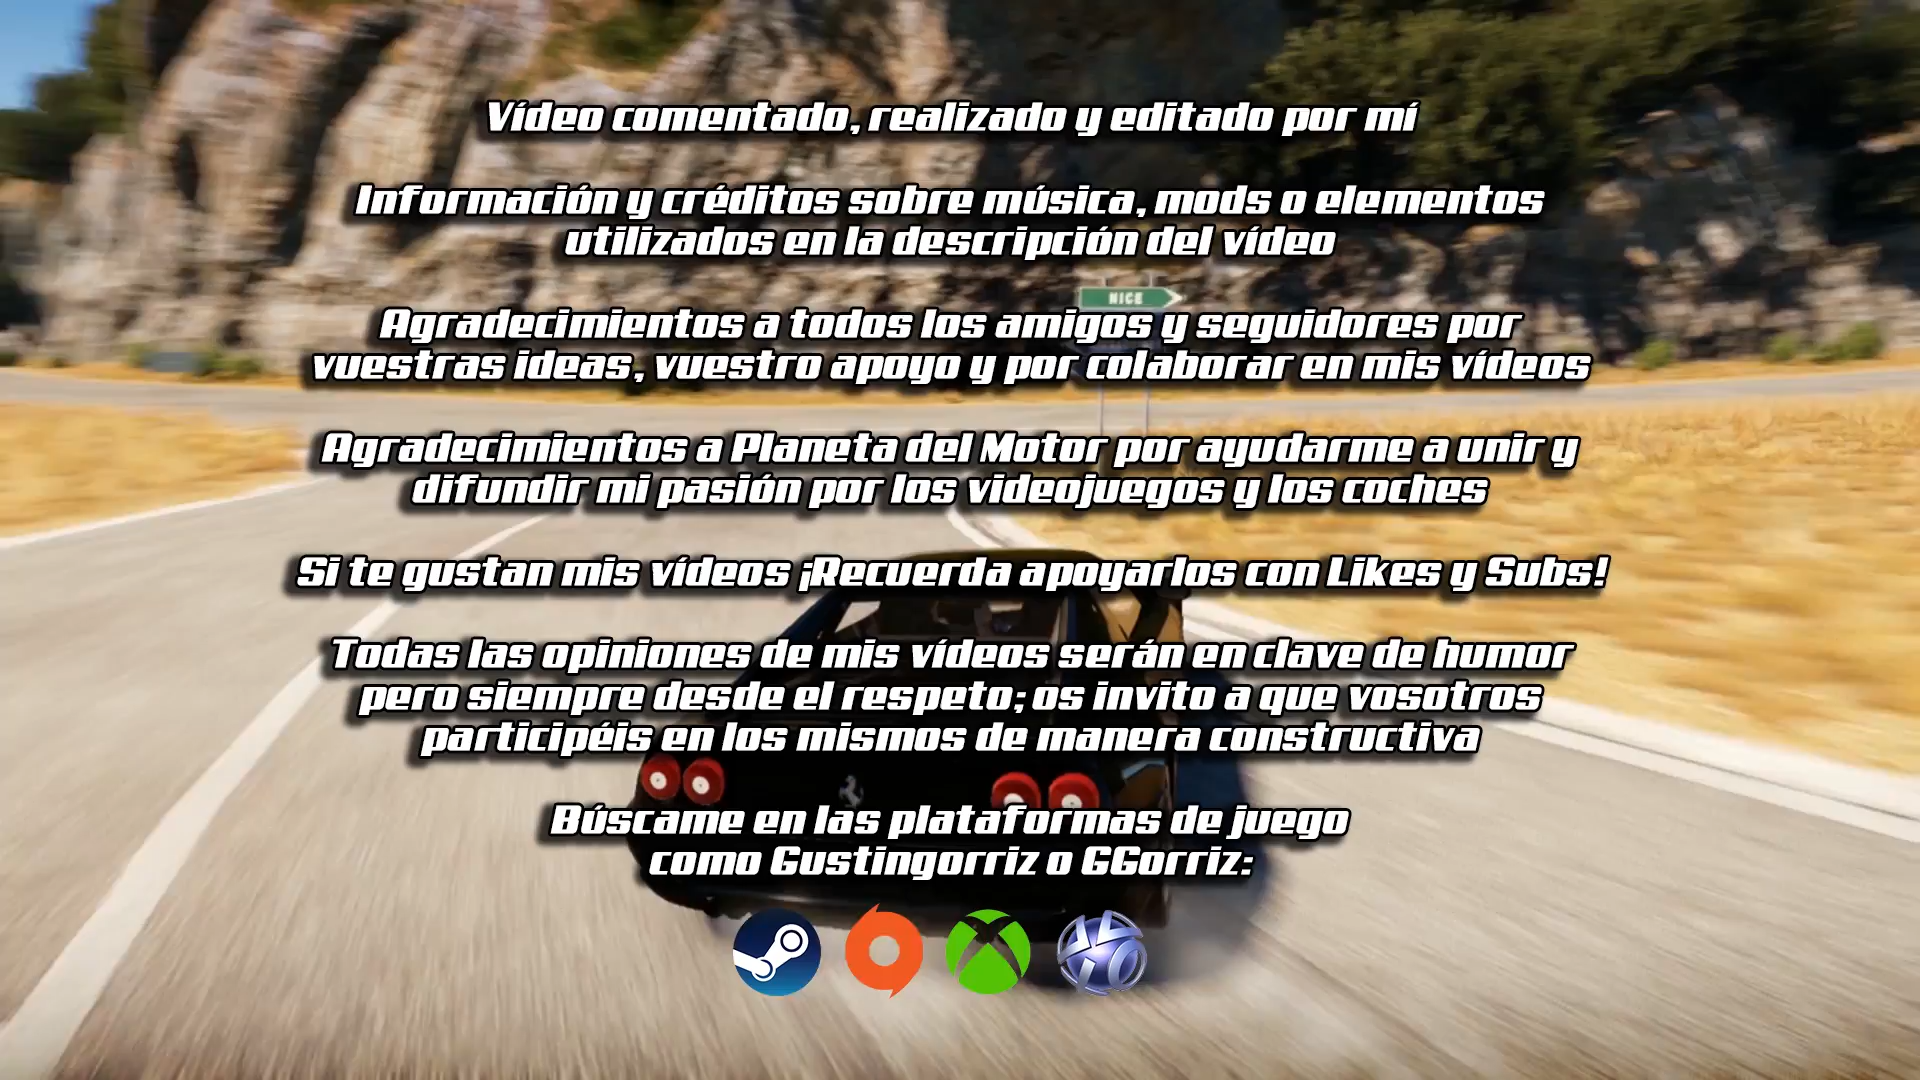 Vídeo comentado, realizado y editado por mí
Información y créditos sobre música, mods o elementos
utilizados en la descripción del vídeo
NICE
Agradecimientos a todos los amigos y seguidores por
vuestras ideas, vuestro apoyo y por colaborar en mis vídeos
Agradecimientos a Planeta del Motor por ayudarme a unir y
difundir mi pasión por los videojuegos y los coches
Si te gustan mis vídeos ¡Recuerda apoyarlos con Likes y Subs!
Todas las opiniones de mis vídeos serán en clave de humor
pero siempre desde el respeto; os invito a que vosotros
participéis en los mismos de manera constructiva
Búscame en las plataformas de juego
como Gustingorriz o GGorriz: